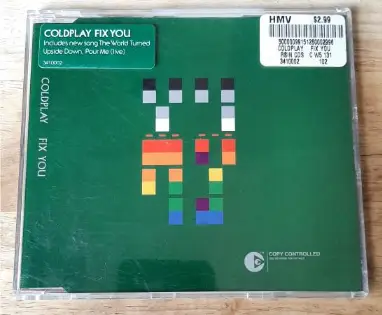 COLDPLAY FIX YOU
Includes new song The World Turned
Upside Down, Pour Me (live)
3410002
HMV $2.99
COLDPLAY FIX YOU
3410002 102
COLDPLAY FIX YOU
COPY CONTROLLED